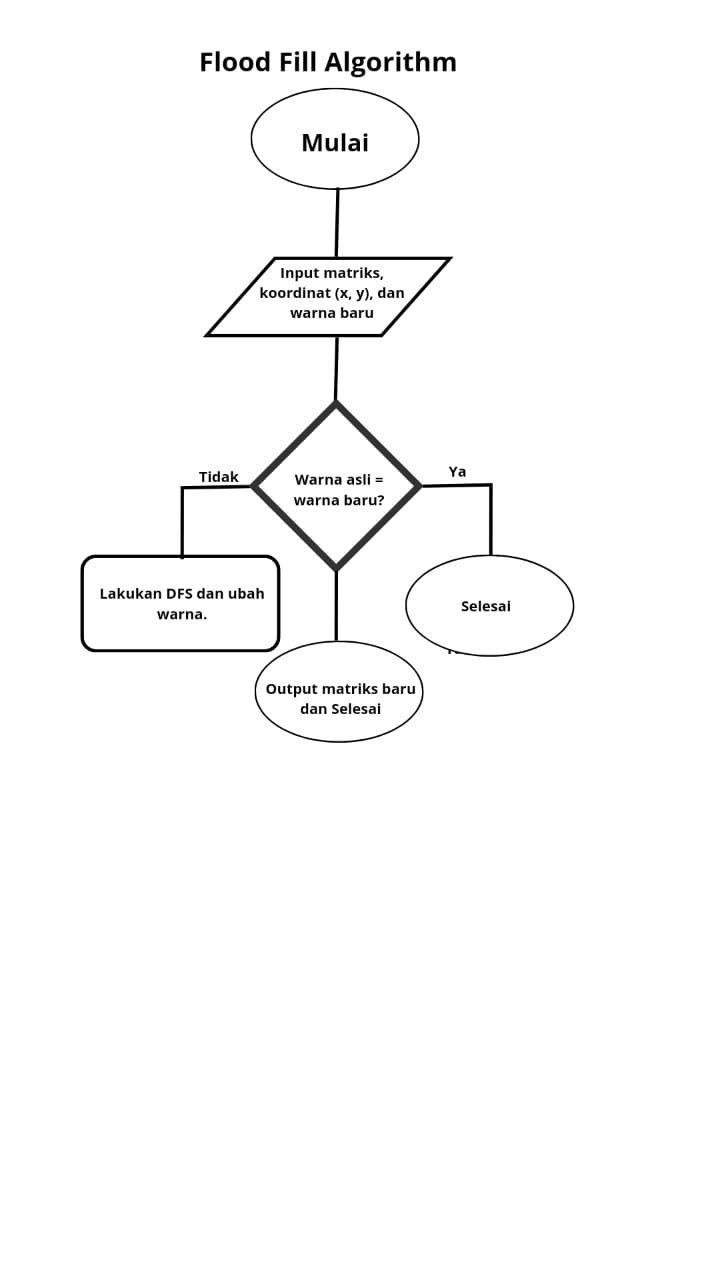 Flood Fill Algorithm
Mulai
Input matriks,
koordinat (x, y), dan
warna baru
Warna asli =
warna baru?
Tidak
Ya
Lakukan DFS dan ubah
warna.
Selesai
Output matriks baru
dan Selesai